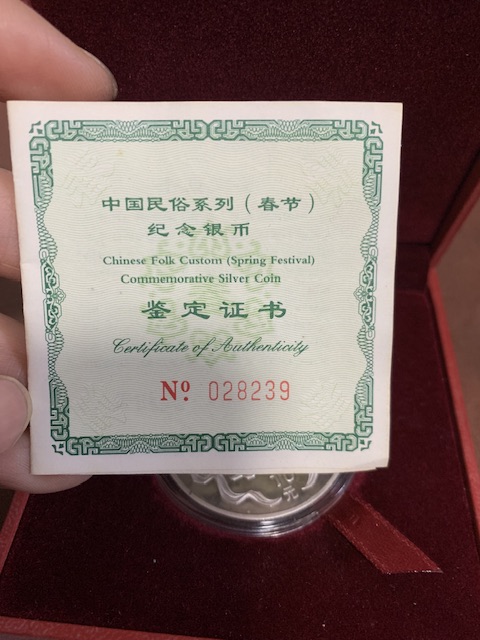 中国民俗系列（春节）
纪念银币
Chinese Folk Custom (Spring Festival)
Commemorative Silver Coin
鉴定证书
Certificate of Authenticity
Nº 028239
元